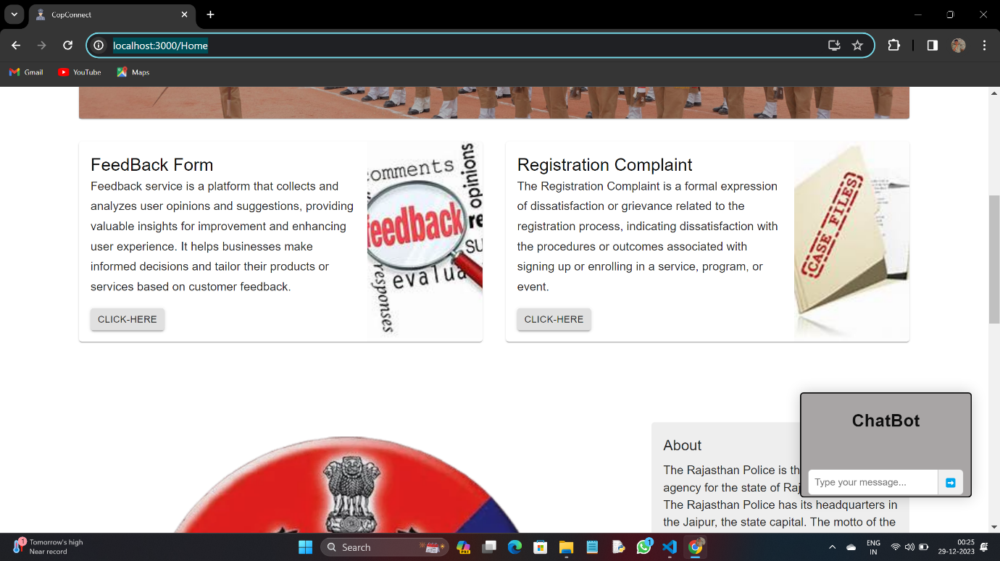 CopConnect
localhost:3000/Home
Gmail
YouTube
Maps
FeedBack Form
Feedback service is a platform that collects and
analyzes user opinions and suggestions, providing
valuable insights for improvement and enhancing
user experience. It helps businesses make
informed decisions and tailor their products or
services based on customer feedback.
CLICK-HERE
comments
opinions
feedback
re
su
evalua
responses
Registration Complaint
The Registration Complaint is a formal expression
of dissatisfaction or grievance related to the
registration process, indicating dissatisfaction with
the procedures or outcomes associated with
signing up or enrolling in a service, program, or
event.
CLICK-HERE
CASE FILES
About
The Rajasthan Police is th
agency for the state of Raj
The Rajasthan Police has its headquarters in
the Jaipur, the state capital. The motto of the
ChatBot
Type your message...
1
Tomorrow's high
Near record
Search
PRE
1
ENG
IN
00:25
29-12-2023